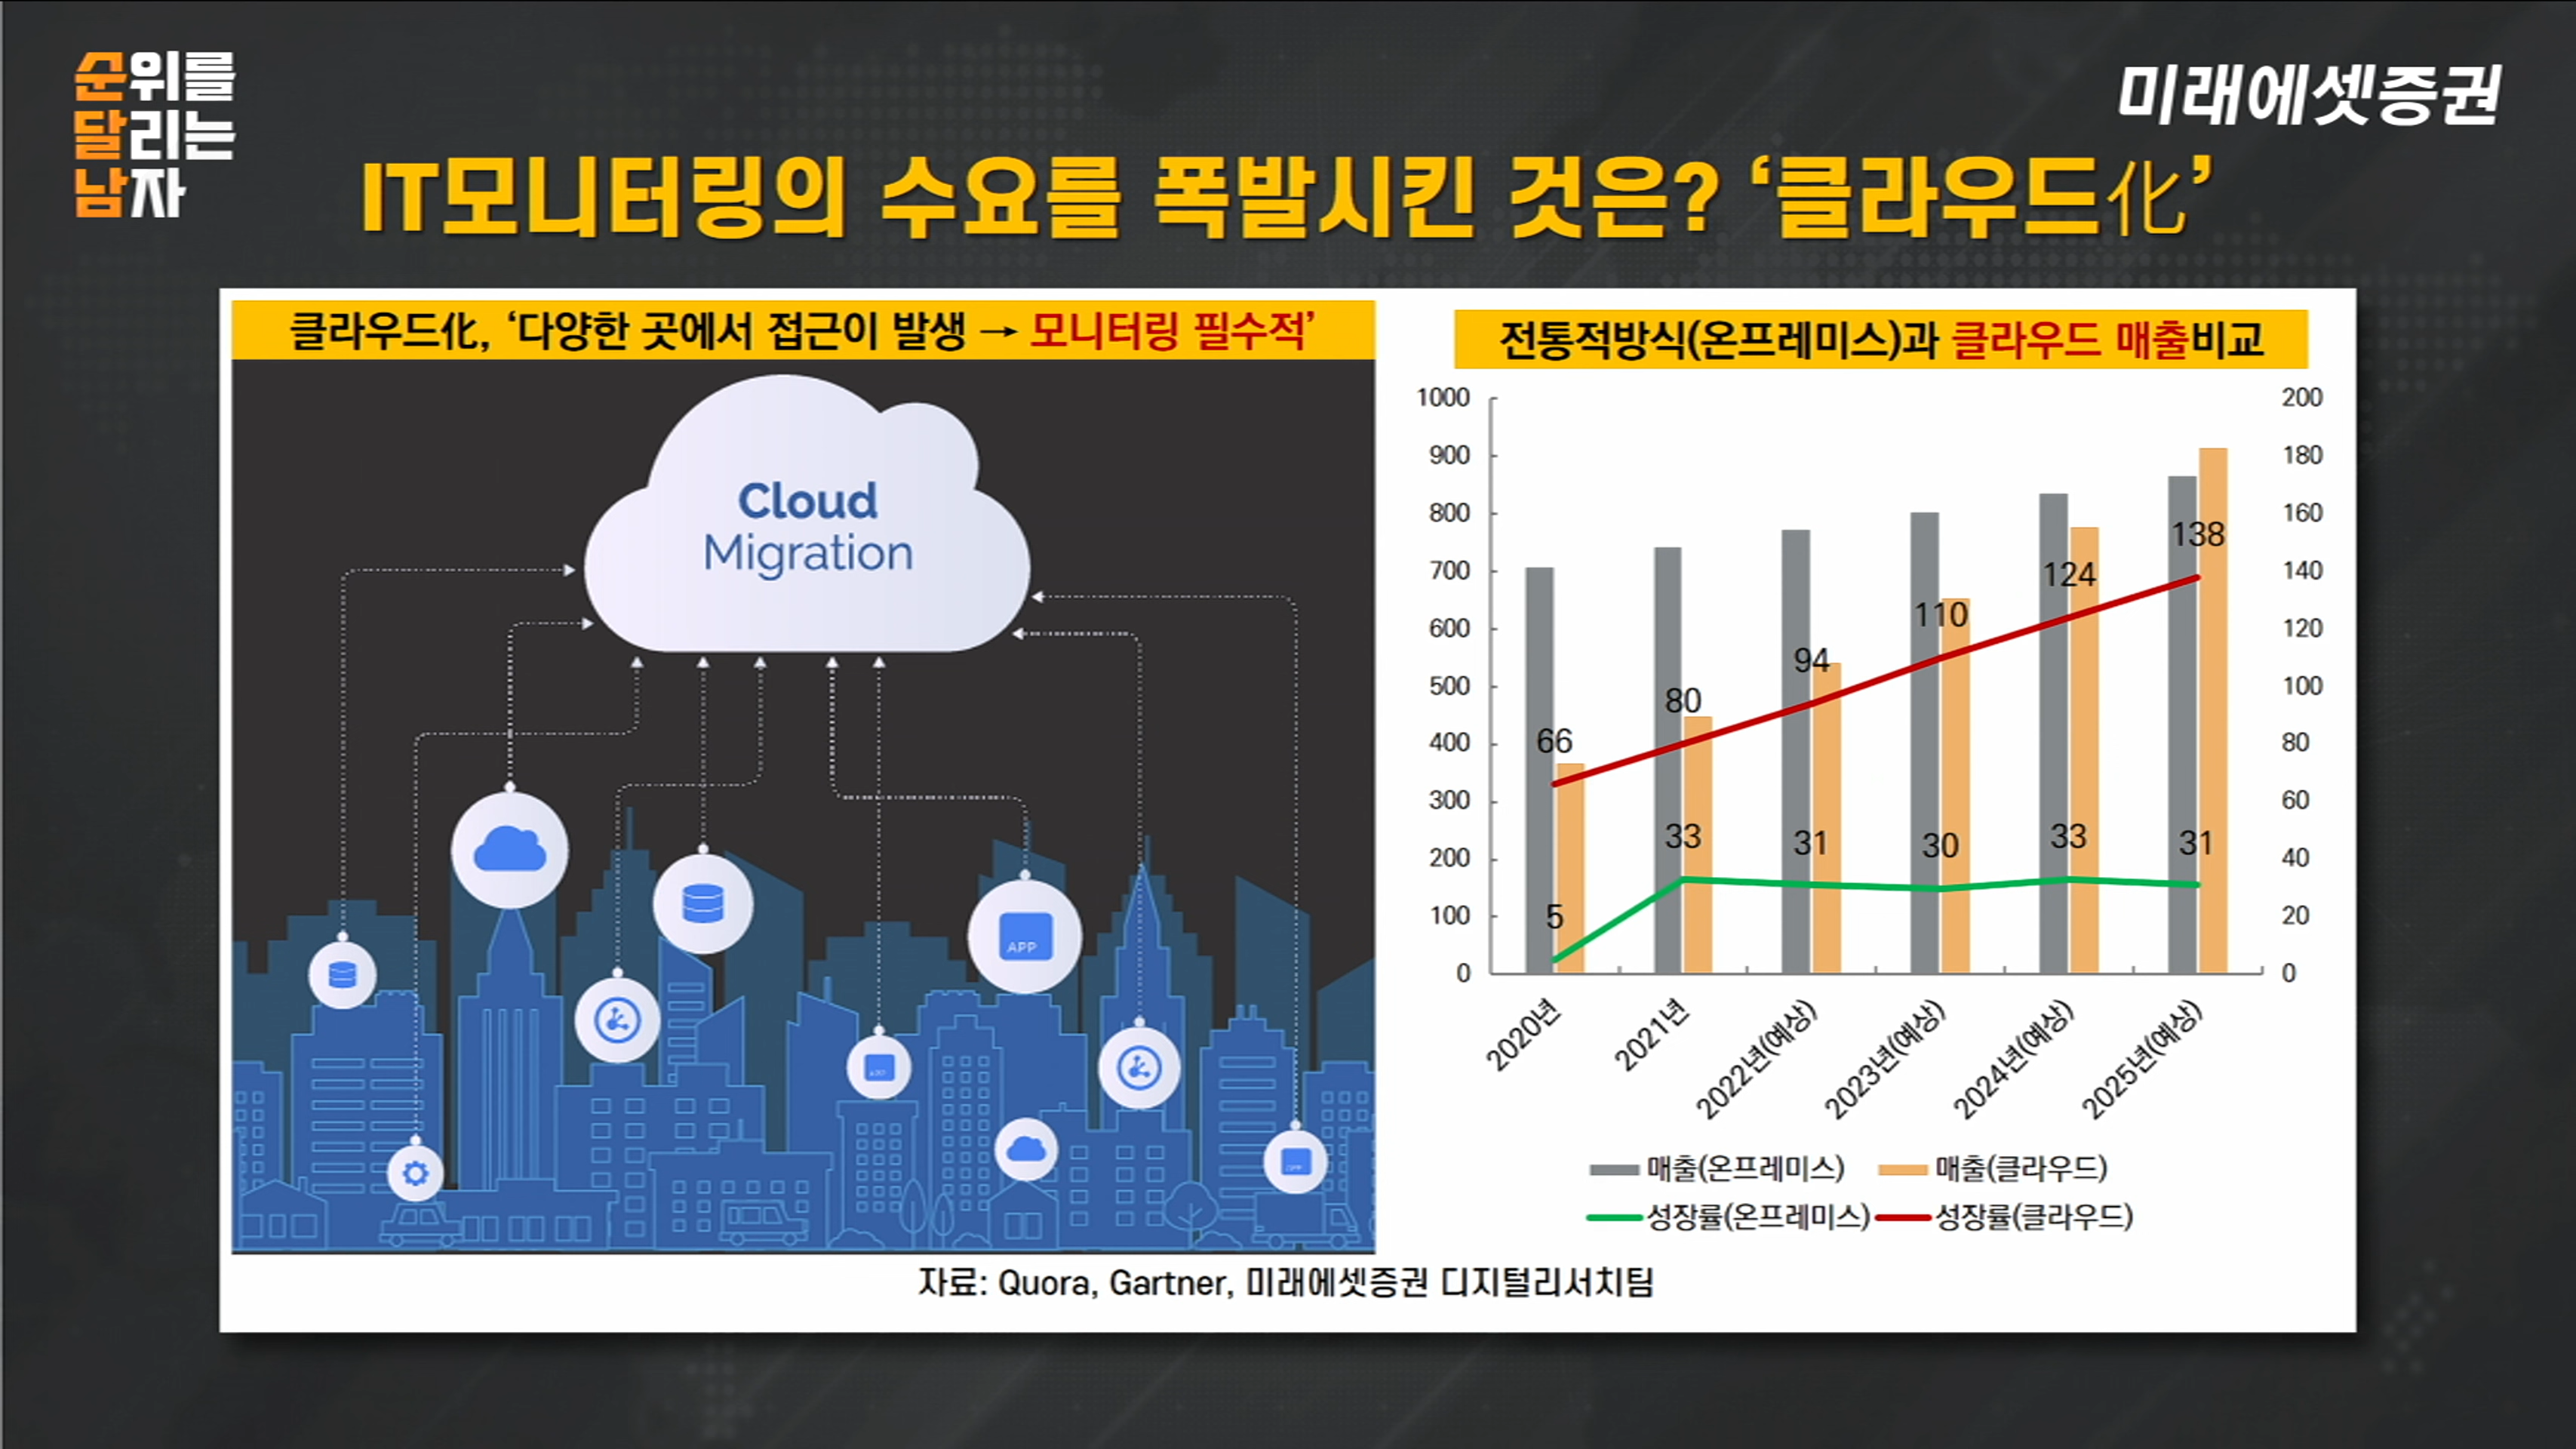 순위를
달리는
남자
미래에셋증권
IT모니터링의 수요를 폭발시킨 것은? ‘클라우드化’
클라우드化, ‘다양한 곳에서 접근이 발생 → 모니터링 필수적’
Cloud
Migration
APP
전통적방식(온프레미스)과 클라우드 매출비교
1000
900
800
700
600
500
400
300
200
100
0
200
180
160
140
120
100
80
60
40
20
0
66
80
94
110
124
138
5
33
31
30
33
31
2020년
2021년
2022년(예상)
2023년(예상)
2024년(예상)
2025년(예상)
매출(온프레미스) 매출(클라우드)
성장률(온프레미스) 성장률(클라우드)
자료: Quora, Gartner, 미래에셋증권 디지털리서치팀